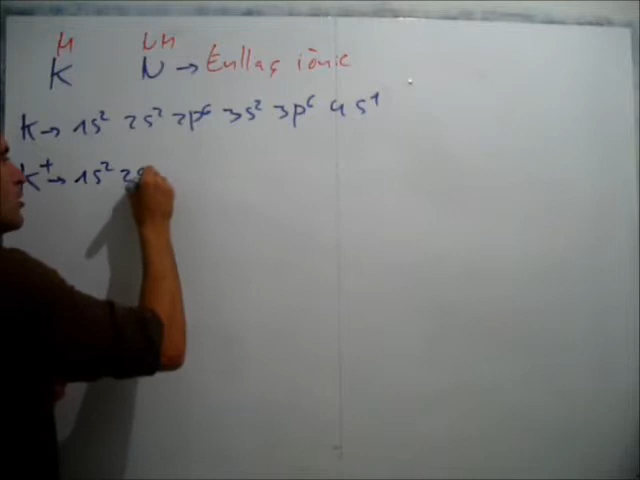 M NM
K N → Enllaç iònic
K → 1s² 2s² 2p⁶ 3s² 3p⁶ 4s¹
K⁺ → 1s² 2s